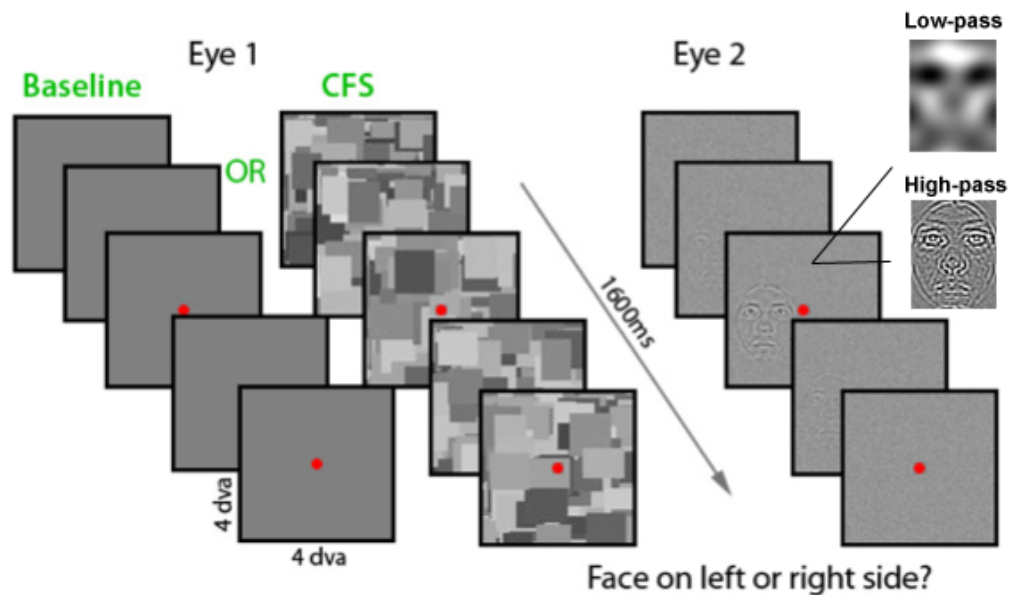 Low-pass
Eye 1
Eye 2
Baseline
CFS
OR
High-pass
1600ms
4 dva
4 dva
Face on left or right side?